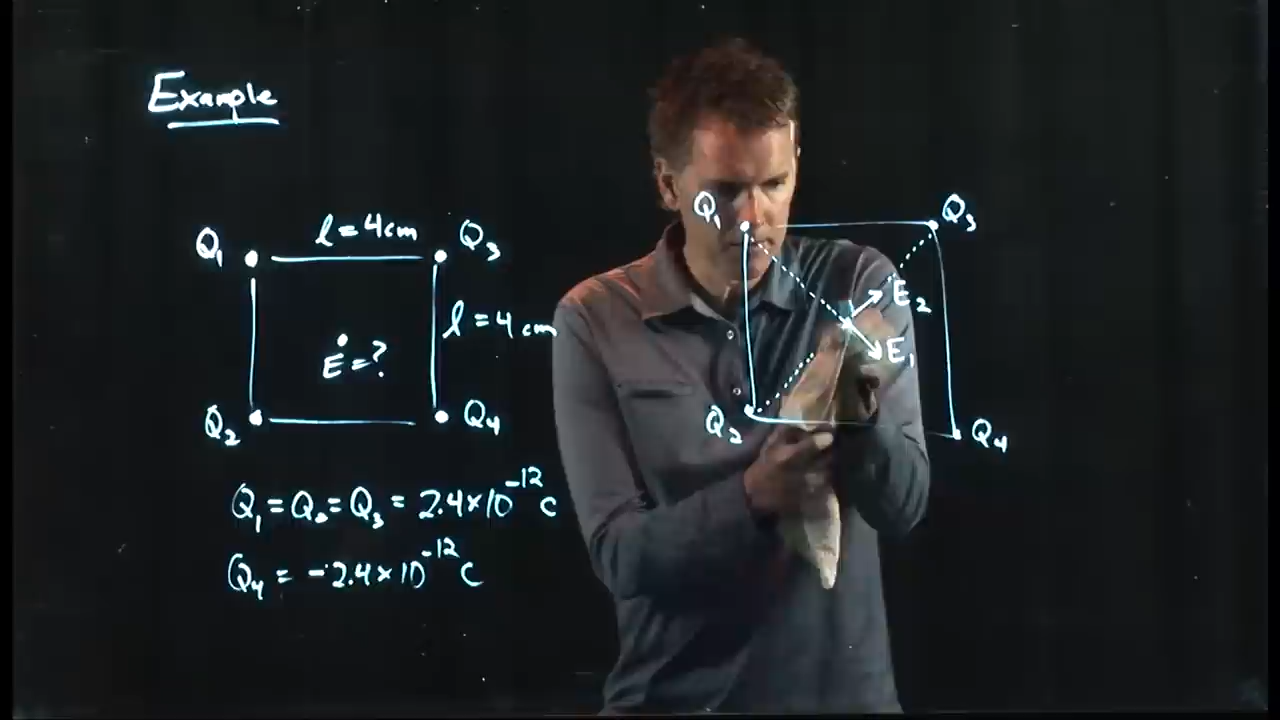 Example
Q₁ l = 4cm Q₃
l = 4 cm
E = ?
Q₂ Q₄
Q₁ = Q₂ = Q₃ = 2.4×10⁻¹² C
Q₄ = -2.4×10⁻¹² C
Q₁ Q₃
E₂
E₁
Q₂ Q₄